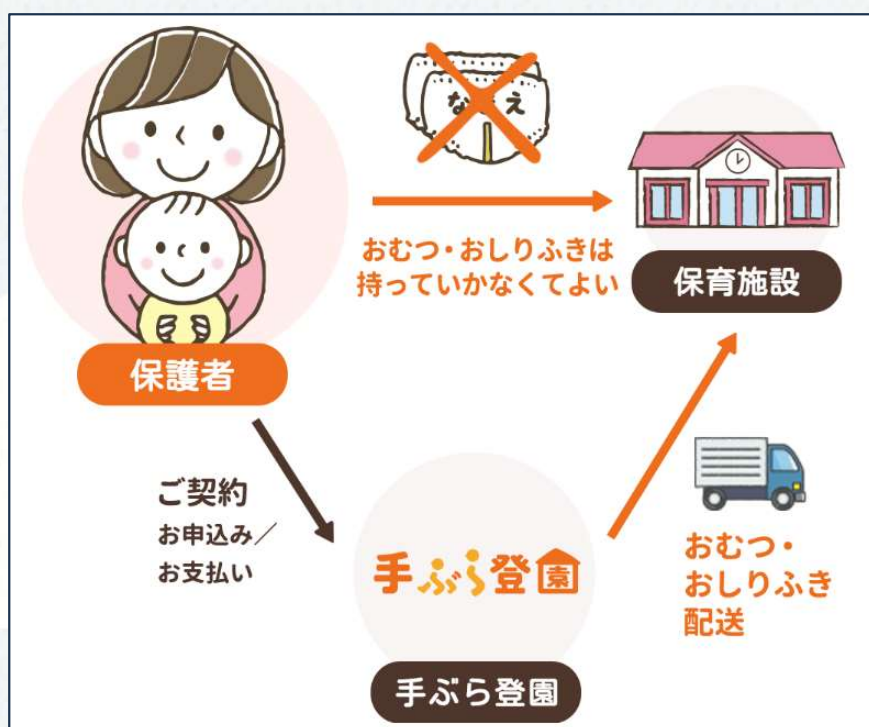 おむつ・おしりふきは
持っていかなくてよい
保育施設
保護者
ご契約
お申込み／
お支払い
手ぶら登園
手ぶら登園
おむつ・
おしりふき
配送